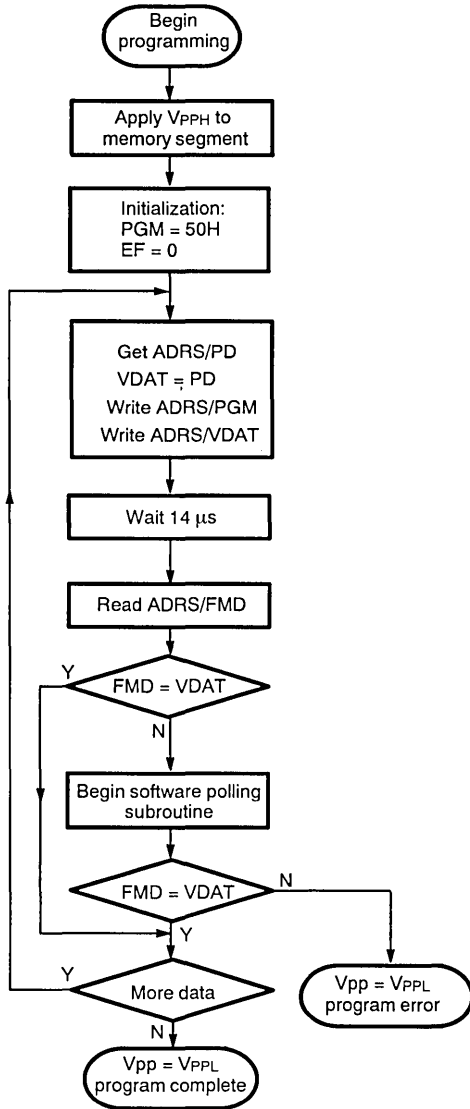 Begin
programming
Apply VPPH to
memory segment
Initialization:
PGM = 50H
EF = 0
Get ADRS/PD
VDAT = PD
Write ADRS/PGM
Write ADRS/VDAT
Wait 14 µs
Read ADRS/FMD
Y
FMD = VDAT
N
Begin software polling
subroutine
FMD = VDAT
N
Y
Y
More data
N
Vpp = VPPL
program error
Vpp = VPPL
program complete